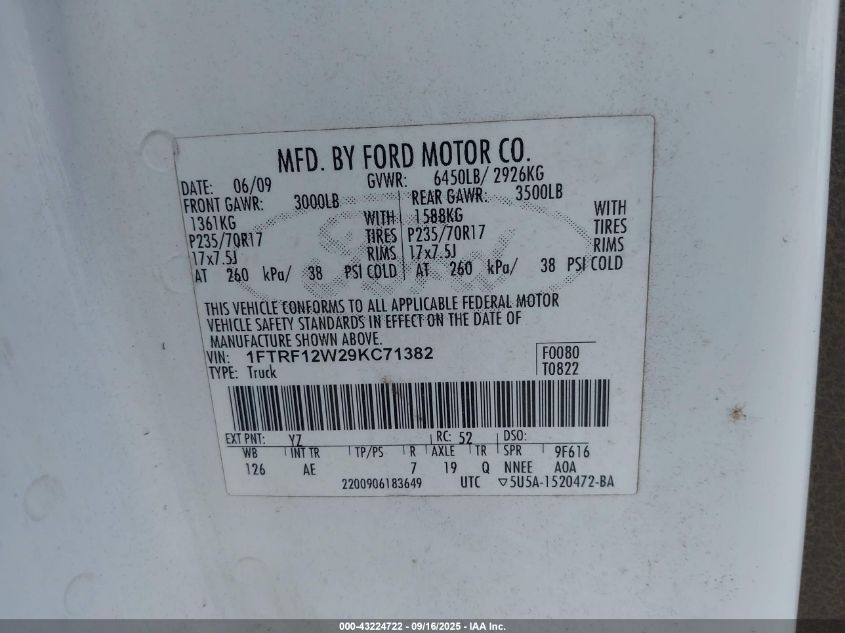 MFD. BY FORD MOTOR CO.
DATE: 06/09 GVWR: 6450LB/ 2926KG
FRONT GAWR: 3000LB REAR GAWR: 3500LB
1361KG WITH 1588KG WITH
P235/70R17 TIRES P235/70R17 TIRES
17x7.5J RIMS 17x7.5J RIMS
AT 260 kPa/ 38 PSI COLD AT 260 kPa/ 38 PSI COLD
Ford
THIS VEHICLE CONFORMS TO ALL APPLICABLE FEDERAL MOTOR
VEHICLE SAFETY STANDARDS IN EFFECT ON THE DATE OF
MANUFACTURE SHOWN ABOVE.
VIN: 1FTRF12W29KC71382 F0080
TYPE: Truck T0822
EXT PNT: YZ RC: 52 DSO:
WB INT TR TP/PS R AXLE TR SPR 9F616
126 AE 7 19 Q NNEE A0A
2200906183649 UTC ▽5U5A-1520472-BA
000-43224722 - 09/16/2025 - IAA Inc.